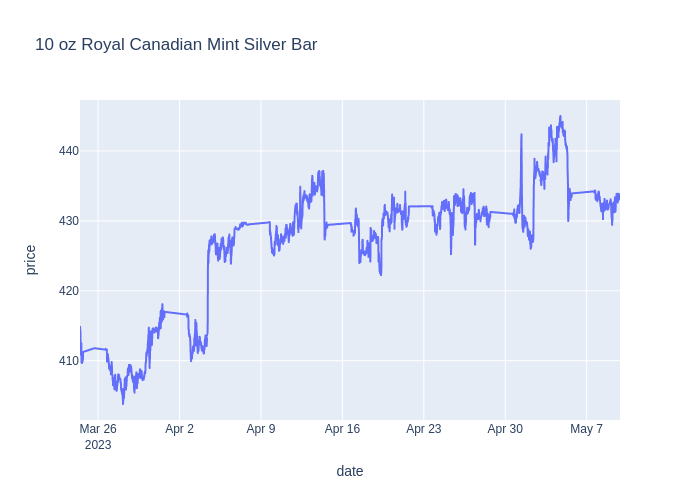 10 oz Royal Canadian Mint Silver Bar
price
440
430
420
410
Mar 26
2023
Apr 2
Apr 9
Apr 16
Apr 23
Apr 30
May 7
date